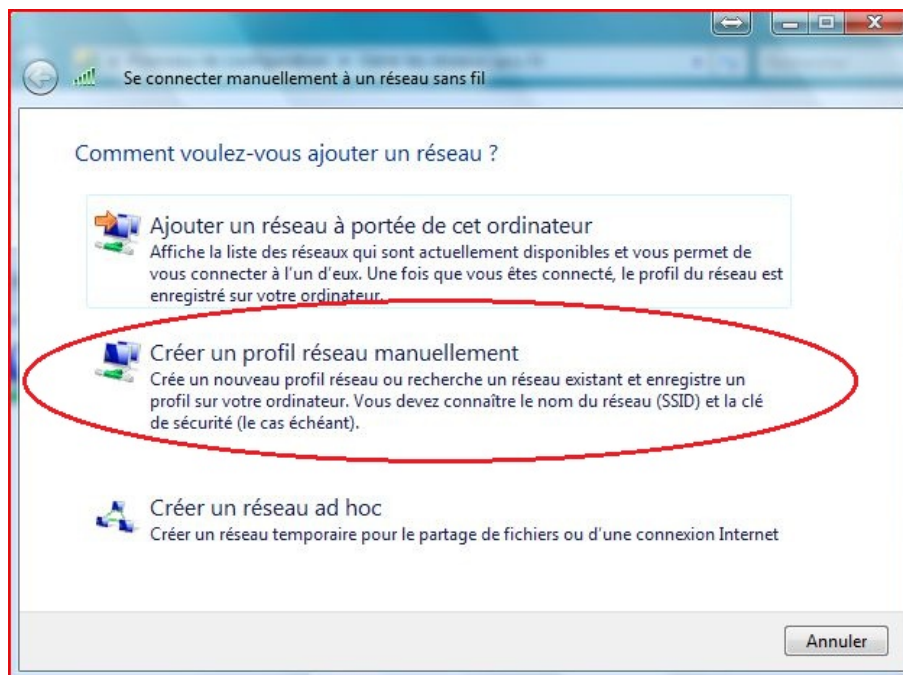 Se connecter manuellement à un réseau sans fil
Comment voulez-vous ajouter un réseau ?
Ajouter un réseau à portée de cet ordinateur
Affiche la liste des réseaux qui sont actuellement disponibles et vous permet de
vous connecter à l'un d'eux. Une fois que vous êtes connecté, le profil du réseau est
enregistré sur votre ordinateur.
Créer un profil réseau manuellement
Crée un nouveau profil réseau ou recherche un réseau existant et enregistre un
profil sur votre ordinateur. Vous devez connaître le nom du réseau (SSID) et la clé
de sécurité (le cas échéant).
Créer un réseau ad hoc
Créer un réseau temporaire pour le partage de fichiers ou d'une connexion Internet
Annuler